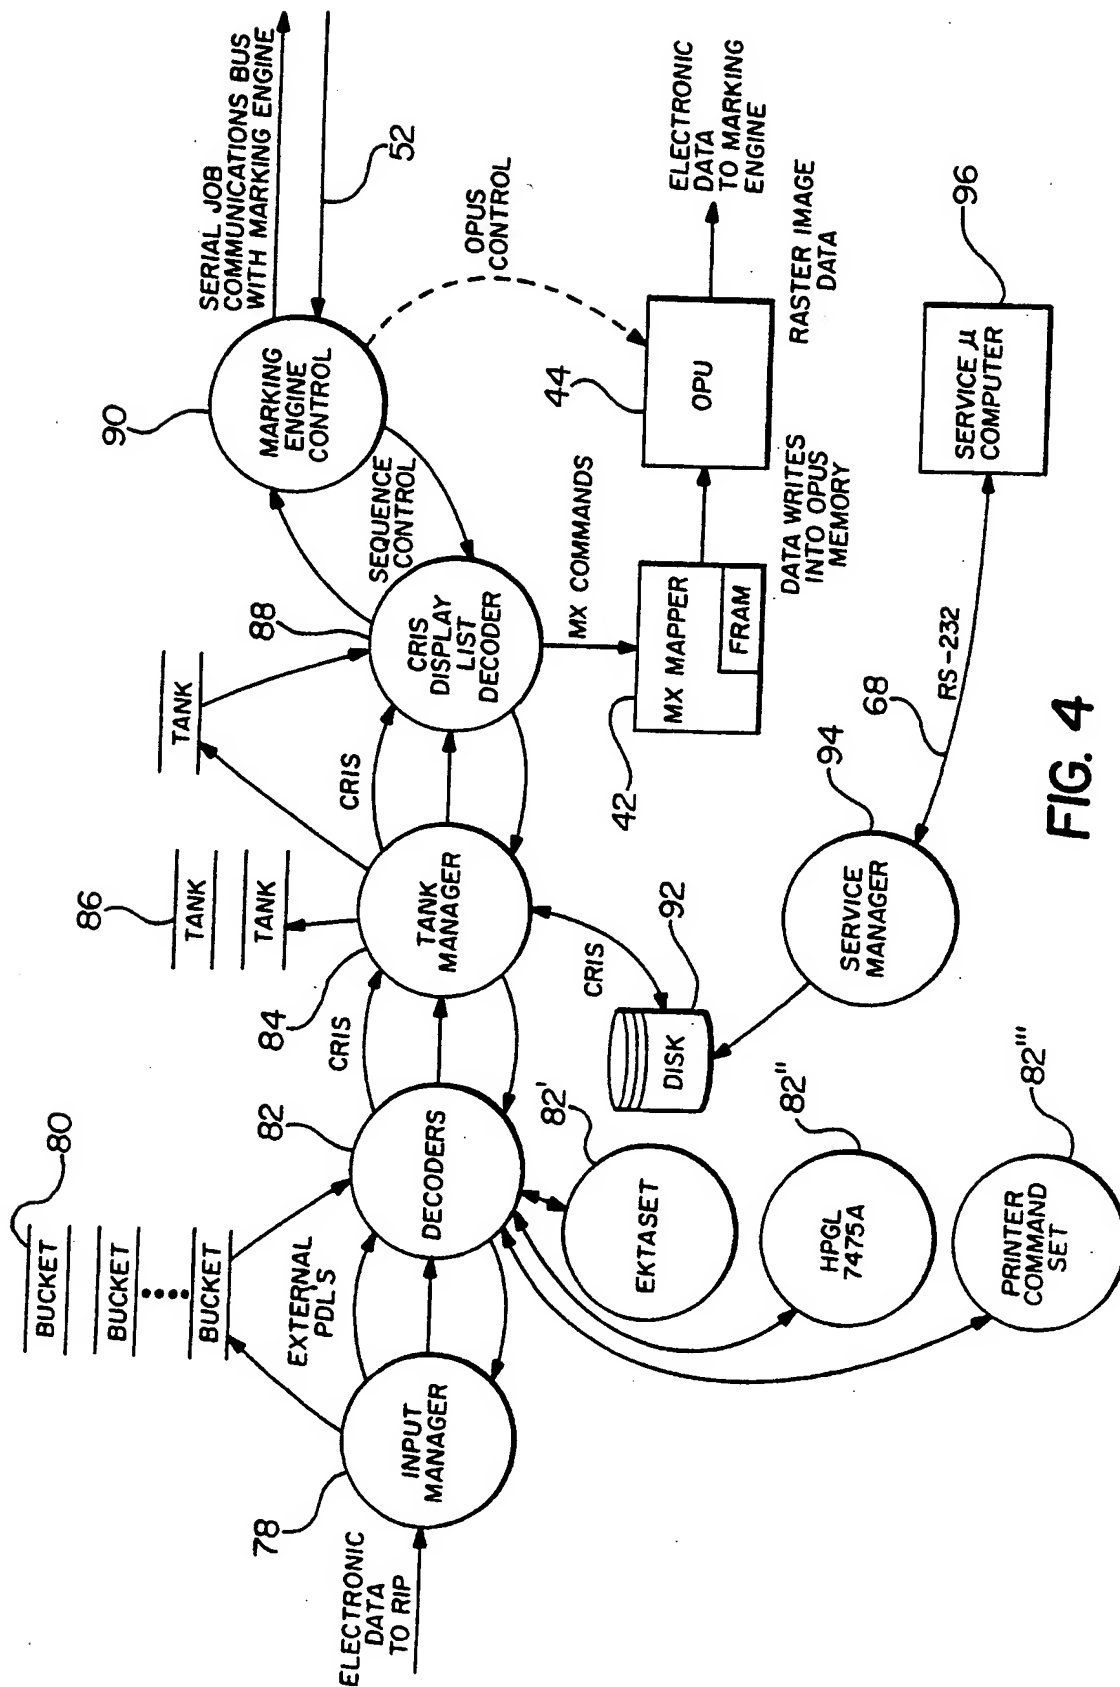 80
BUCKET
BUCKET
BUCKET
86
TANK
TANK
TANK
90
SERIAL JOB
COMMUNICATIONS BUS
WITH MARKING ENGINE
52
ELECTRONIC
DATA
TO RIP
78
INPUT
MANAGER
EXTERNAL
PDL'S
82
DECODERS
CRIS
84
TANK
MANAGER
CRIS
88
CRIS
DISPLAY
LIST
DECODER
SEQUENCE
CONTROL
MARKING
ENGINE
CONTROL
OPUS
CONTROL
82'
EKTASET
82"
HPGL
7475A
82'''
PRINTER
COMMAND
SET
CRIS
92
DISK
42
MX MAPPER
FRAM
MX COMMANDS
DATA WRITES
INTO OPUS
MEMORY
44
OPU
RASTER IMAGE
DATA
ELECTRONIC
DATA
TO MARKING
ENGINE
94
SERVICE
MANAGER
68
RS-232
SERVICE μ
COMPUTER
96
FIG. 4